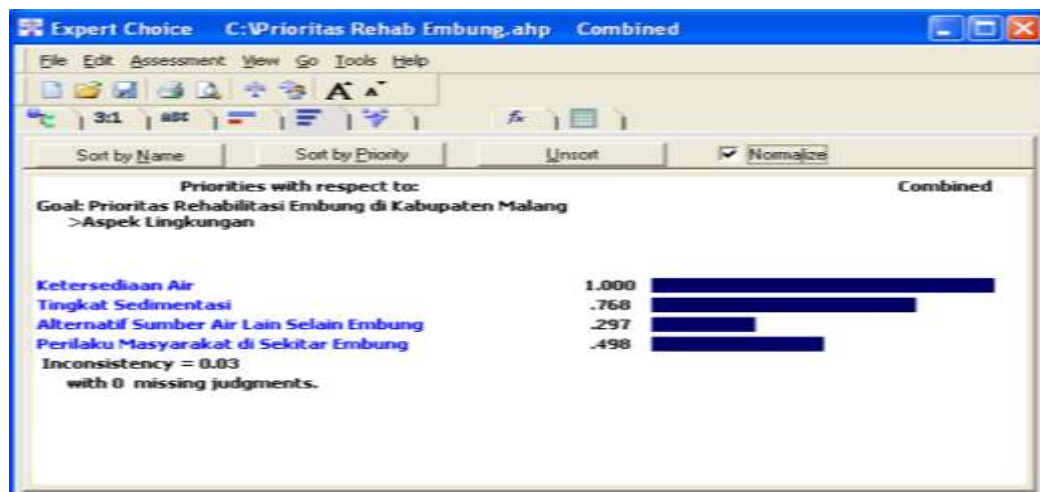 Expert Choice C:\Prioritas Rehab Embung.ahp Combined
File Edit Assessment View Go Tools Help
A A
3:1 ABC fx
Sort by Name Sort by Priority Unsort Normalize
Priorities with respect to: Combined
Goal: Prioritas Rehabilitasi Embung di Kabupaten Malang
>Aspek Lingkungan
Ketersediaan Air 1.000
Tingkat Sedimentasi .768
Alternatif Sumber Air Lain Selain Embung .297
Perilaku Masyarakat di Sekitar Embung .498
Inconsistency = 0.03
with 0 missing judgments.